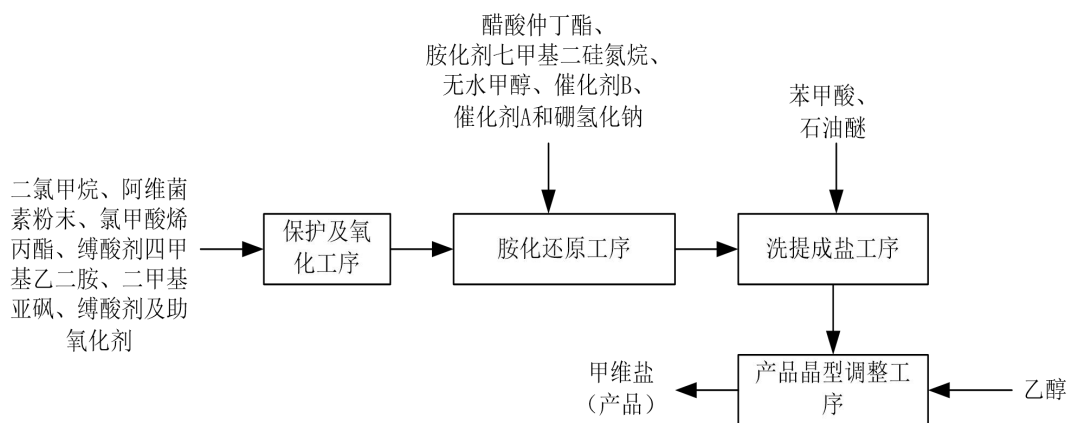 醋酸仲丁酯、
胺化剂七甲基二硅氮烷、
无水甲醇、催化剂B、
催化剂A和硼氢化钠
苯甲酸、
石油醚
二氯甲烷、阿维菌
素粉末、氯甲酸烯
丙酯、缚酸剂四甲
基乙二胺、二甲基
亚砜、缚酸剂及助
氧化剂
保护及氧
化工序
胺化还原工序
洗提成盐工序
甲维盐
（产品）
产品晶型调整工
序
乙醇